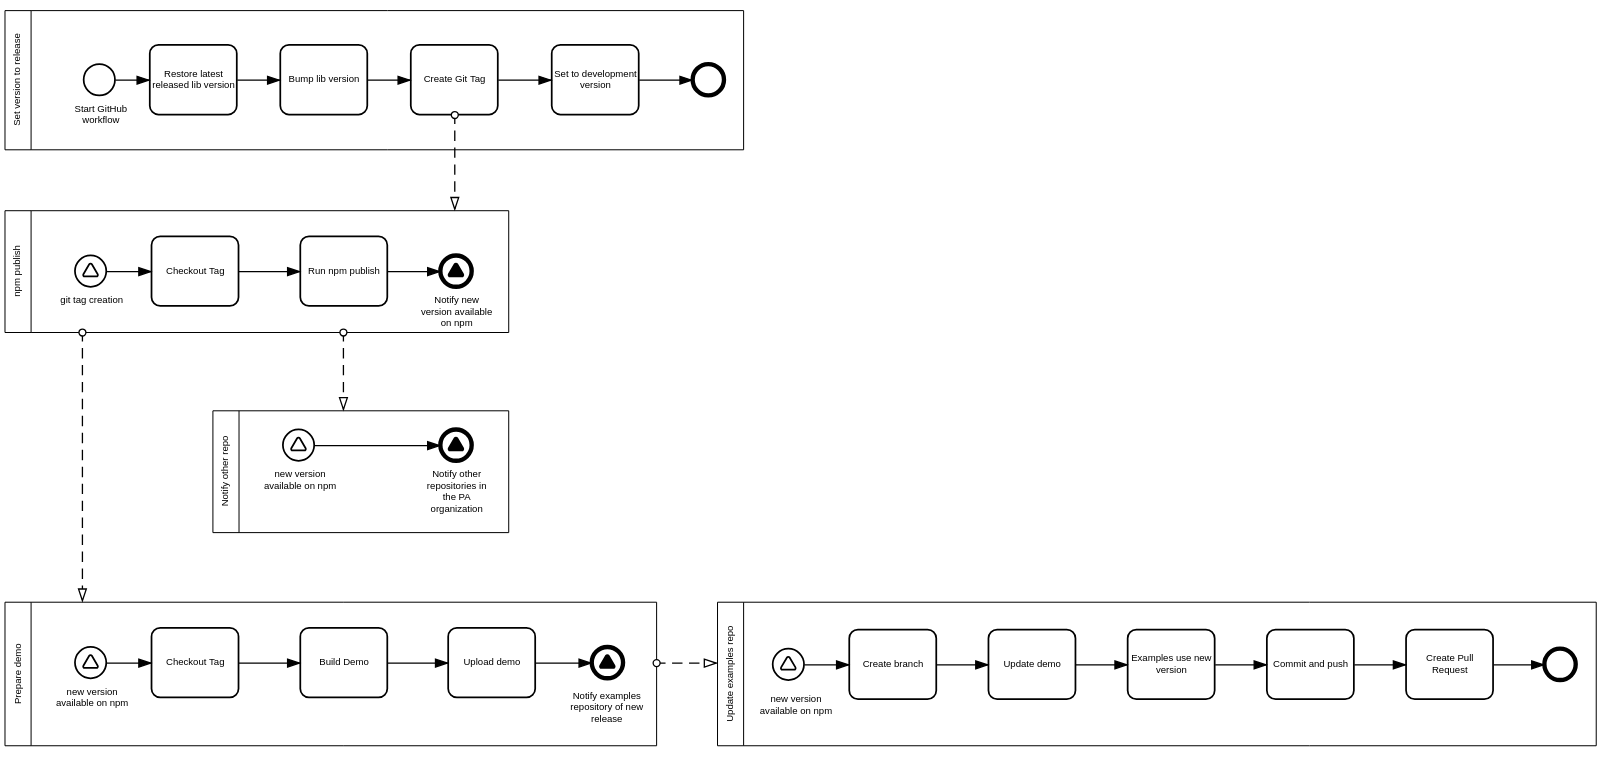 Set version to release
Start GitHub
workflow
Restore latest
released lib version
Bump lib version
Create Git Tag
Set to development
version
npm publish
git tag creation
Checkout Tag
Run npm publish
Notify new
version available
on npm
Notify other repo
new version
available on npm
Notify other
repositories in
the PA
organization
Prepare demo
new version
available on npm
Checkout Tag
Build Demo
Upload demo
Notify examples
repository of new
release
Update examples repo
new version
available on npm
Create branch
Update demo
Examples use new
version
Commit and push
Create Pull
Request